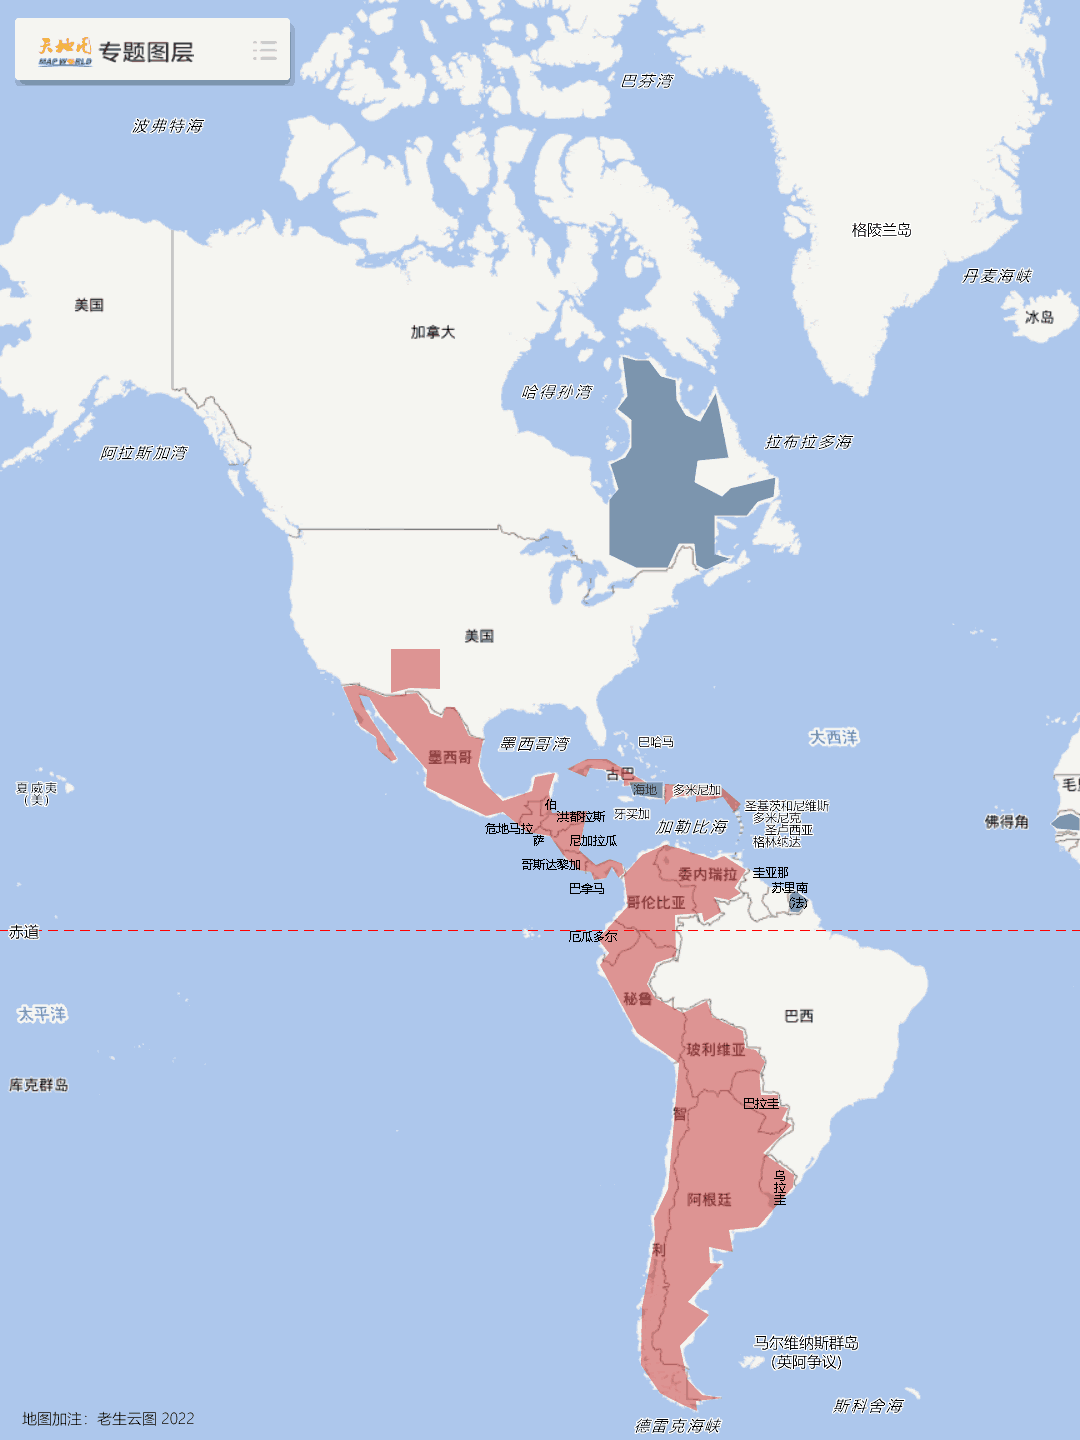 天地图
MAP WORLD
专题图层
巴芬湾
波弗特海
格陵兰岛
丹麦海峡
美国
冰岛
加拿大
哈得孙湾
拉布拉多海
阿拉斯加湾
美国
大西洋
巴哈马
墨西哥湾
墨西哥
古巴
夏威夷
(美)
海地
多米尼加
毛里
伯
圣基茨和尼维斯
洪都拉斯
牙买加
多米尼克
佛得角
危地马拉
加勒比海
圣卢西亚
萨
尼加拉瓜
格林纳达
哥斯达黎加
委内瑞拉
圭亚那
巴拿马
苏里南
哥伦比亚
(法)
赤道
厄瓜多尔
秘鲁
太平洋
巴西
玻利维亚
库克群岛
巴拉圭
智
乌拉圭
阿根廷
利
马尔维纳斯群岛
(英阿争议)
斯科舍海
地图加注：老生云图 2022
德雷克海峡